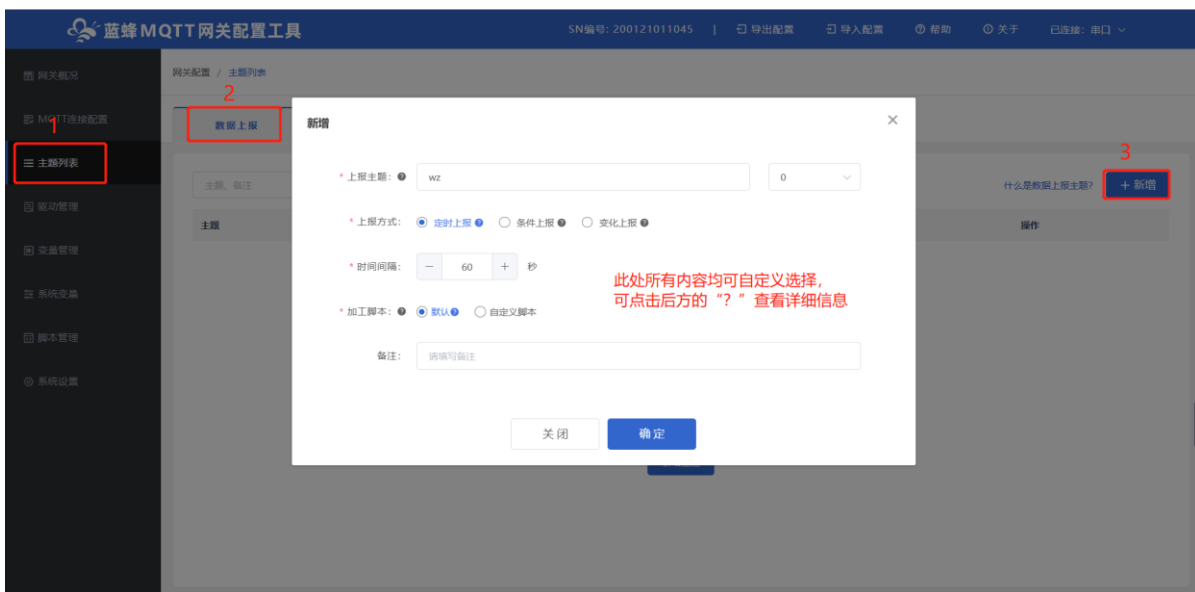 蓝蜂MQTT网关配置工具
SN编号: 200121011045 | 导出配置 导入配置 帮助 关于 已连接: 串口
网关概况
网关配置 / 主题列表
2
MQTT连接配置
1
数据上报
新增
主题列表
3
* 上报主题: wz 0
主题、备注
什么是数据上报主题? + 新增
驱动管理
* 上报方式: 定时上报 条件上报 变化上报
主题
操作
变量管理
* 时间间隔: - 60 + 秒
此处所有内容均可自定义选择，
可点击后方的“？”查看详细信息
系统变量
* 加工脚本: 默认 自定义脚本
脚本管理
备注: 请填写备注
系统设置
关闭 确定